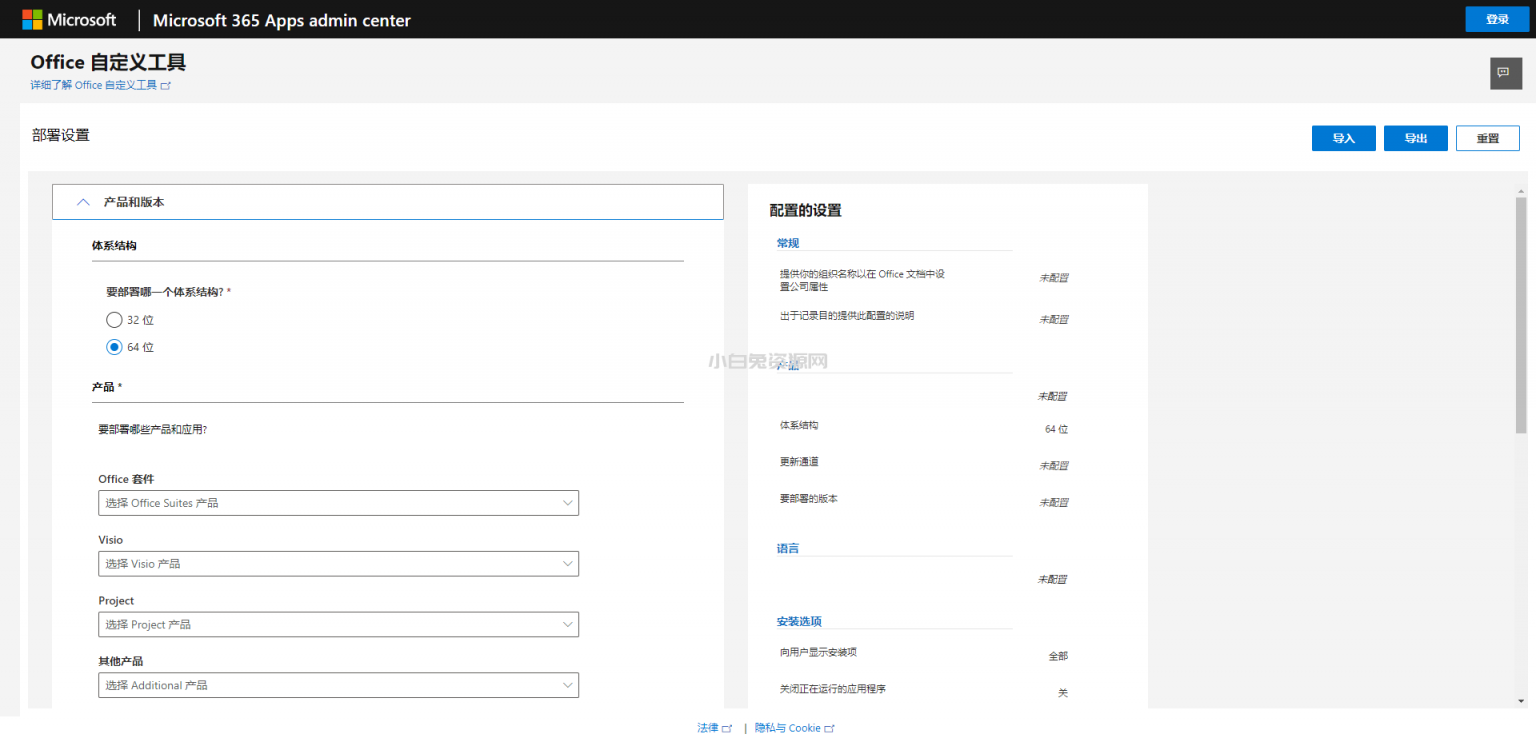 Microsoft | Microsoft 365 Apps admin center 登录
Office 自定义工具
详细了解 Office 自定义工具
部署设置 导入 导出 重置
产品和版本
体系结构
要部署哪一个体系结构? *
32 位
64 位
产品 *
要部署哪些产品和应用?
Office 套件
选择 Office Suites 产品
Visio
选择 Visio 产品
Project
选择 Project 产品
其他产品
选择 Additional 产品
配置的设置
常规
提供你的组织名称以在 Office 文档中设
置公司属性 未配置
出于记录目的提供此配置的说明 未配置
小白兔资源网
产品
未配置
体系结构 64 位
更新通道 未配置
要部署的版本 未配置
语言
未配置
安装选项
向用户显示安装项 全部
关闭正在运行的应用程序 关
法律 | 隐私与 Cookie